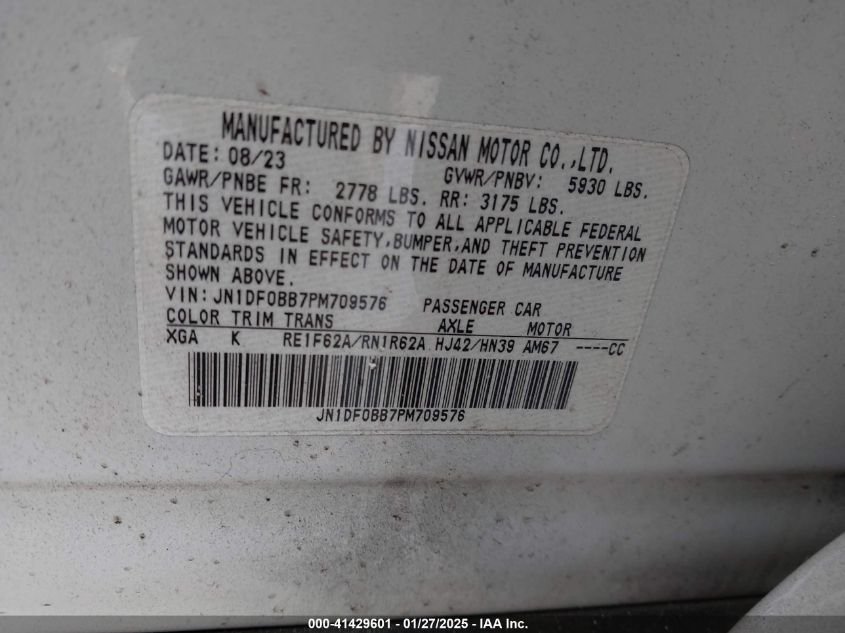 MANUFACTURED BY NISSAN MOTOR CO.,LTD.
DATE: 08/23 GVWR/PNBV: 5930 LBS.
GAWR/PNBE FR: 2778 LBS. RR: 3175 LBS.
THIS VEHICLE CONFORMS TO ALL APPLICABLE FEDERAL
MOTOR VEHICLE SAFETY,BUMPER,AND THEFT PREVENTION
STANDARDS IN EFFECT ON THE DATE OF MANUFACTURE
SHOWN ABOVE.
VIN: JN1DF0BB7PM709576 PASSENGER CAR
COLOR TRIM TRANS AXLE MOTOR
XGA K RE1F62A/RN1R62A HJ42/HN39 AM67 ----CC
JN1DF0BB7PM709576
000-41429601 - 01/27/2025 - IAA Inc.